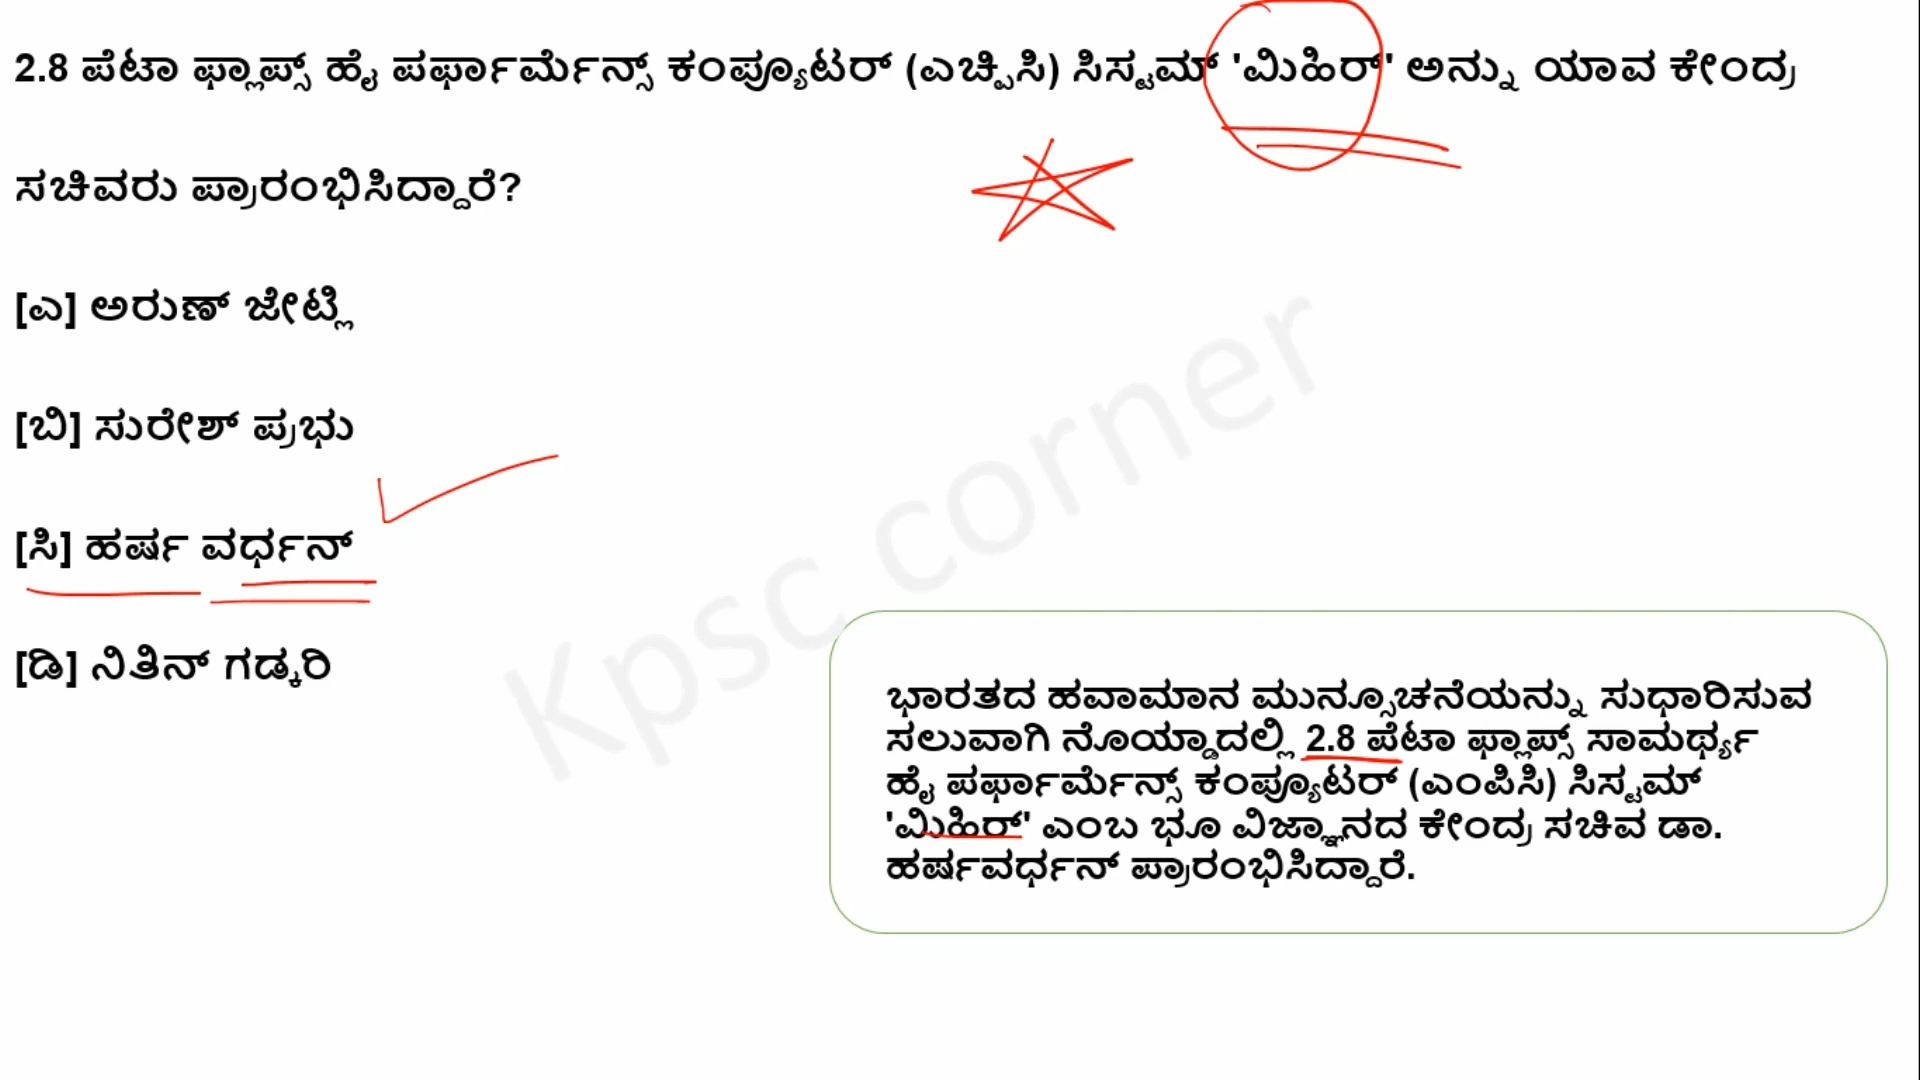 2.8 ಪೆಟಾ ಫ್ಲಾಪ್ಸ್ ಹೈ ಪರ್ಫಾರ್ಮೆನ್ಸ್ ಕಂಪ್ಯೂಟರ್ (ಎಚ್ಪಿಸಿ) ಸಿಸ್ಟಮ್ 'ಮಿಹಿರ್' ಅನ್ನು ಯಾವ ಕೇಂದ್ರ
ಸಚಿವರು ಪ್ರಾರಂಭಿಸಿದ್ದಾರೆ?
[ಎ] ಅರುಣ್ ಜೇಟ್ಲಿ
[ಬಿ] ಸುರೇಶ್ ಪ್ರಭು
[ಸಿ] ಹರ್ಷ ವರ್ಧನ್
[ಡಿ] ನಿತಿನ್ ಗಡ್ಕರಿ
Kpsc corner
ಭಾರತದ ಹವಾಮಾನ ಮುನ್ಸೂಚನೆಯನ್ನು ಸುಧಾರಿಸುವ
ಸಲುವಾಗಿ ನೊಯ್ಡಾದಲ್ಲಿ 2.8 ಪೆಟಾ ಫ್ಲಾಪ್ಸ್ ಸಾಮರ್ಥ್ಯ
ಹೈ ಪರ್ಫಾರ್ಮೆನ್ಸ್ ಕಂಪ್ಯೂಟರ್ (ಎಂಪಿಸಿ) ಸಿಸ್ಟಮ್
'ಮಿಹಿರ್' ಎಂಬ ಭೂ ವಿಜ್ಞಾನದ ಕೇಂದ್ರ ಸಚಿವ ಡಾ.
ಹರ್ಷವರ್ಧನ್ ಪ್ರಾರಂಭಿಸಿದ್ದಾರೆ.